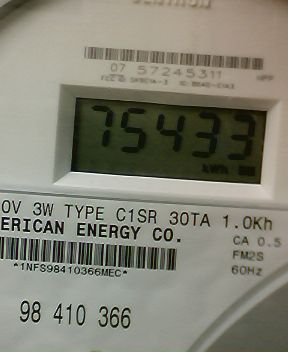 07 57245311
75433
kWh
0V 3W TYPE C1SR 30TA 1.0Kh
ERICAN ENERGY CO.
CA 0.5
FM2S
60Hz
*1NFS98410366MEC*
98 410 366